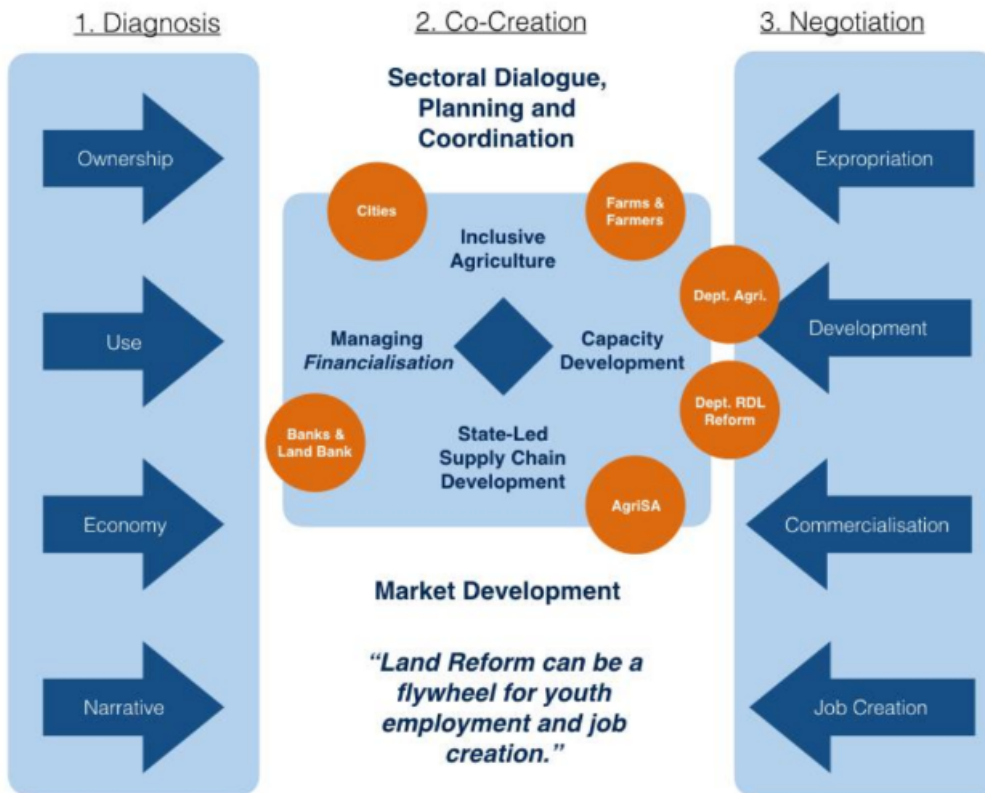 1. Diagnosis
Ownership
Use
Economy
Narrative
2. Co-Creation
Sectoral Dialogue,
Planning and
Coordination
Cities
Farms &
Farmers
Inclusive
Agriculture
Dept. Agri.
Managing
Financialisation
Capacity
Development
Dept. RDL
Reform
Banks &
Land Bank
State-Led
Supply Chain
Development
AgriSA
Market Development
“Land Reform can be a
flywheel for youth
employment and job
creation.”
3. Negotiation
Expropriation
Development
Commercialisation
Job Creation